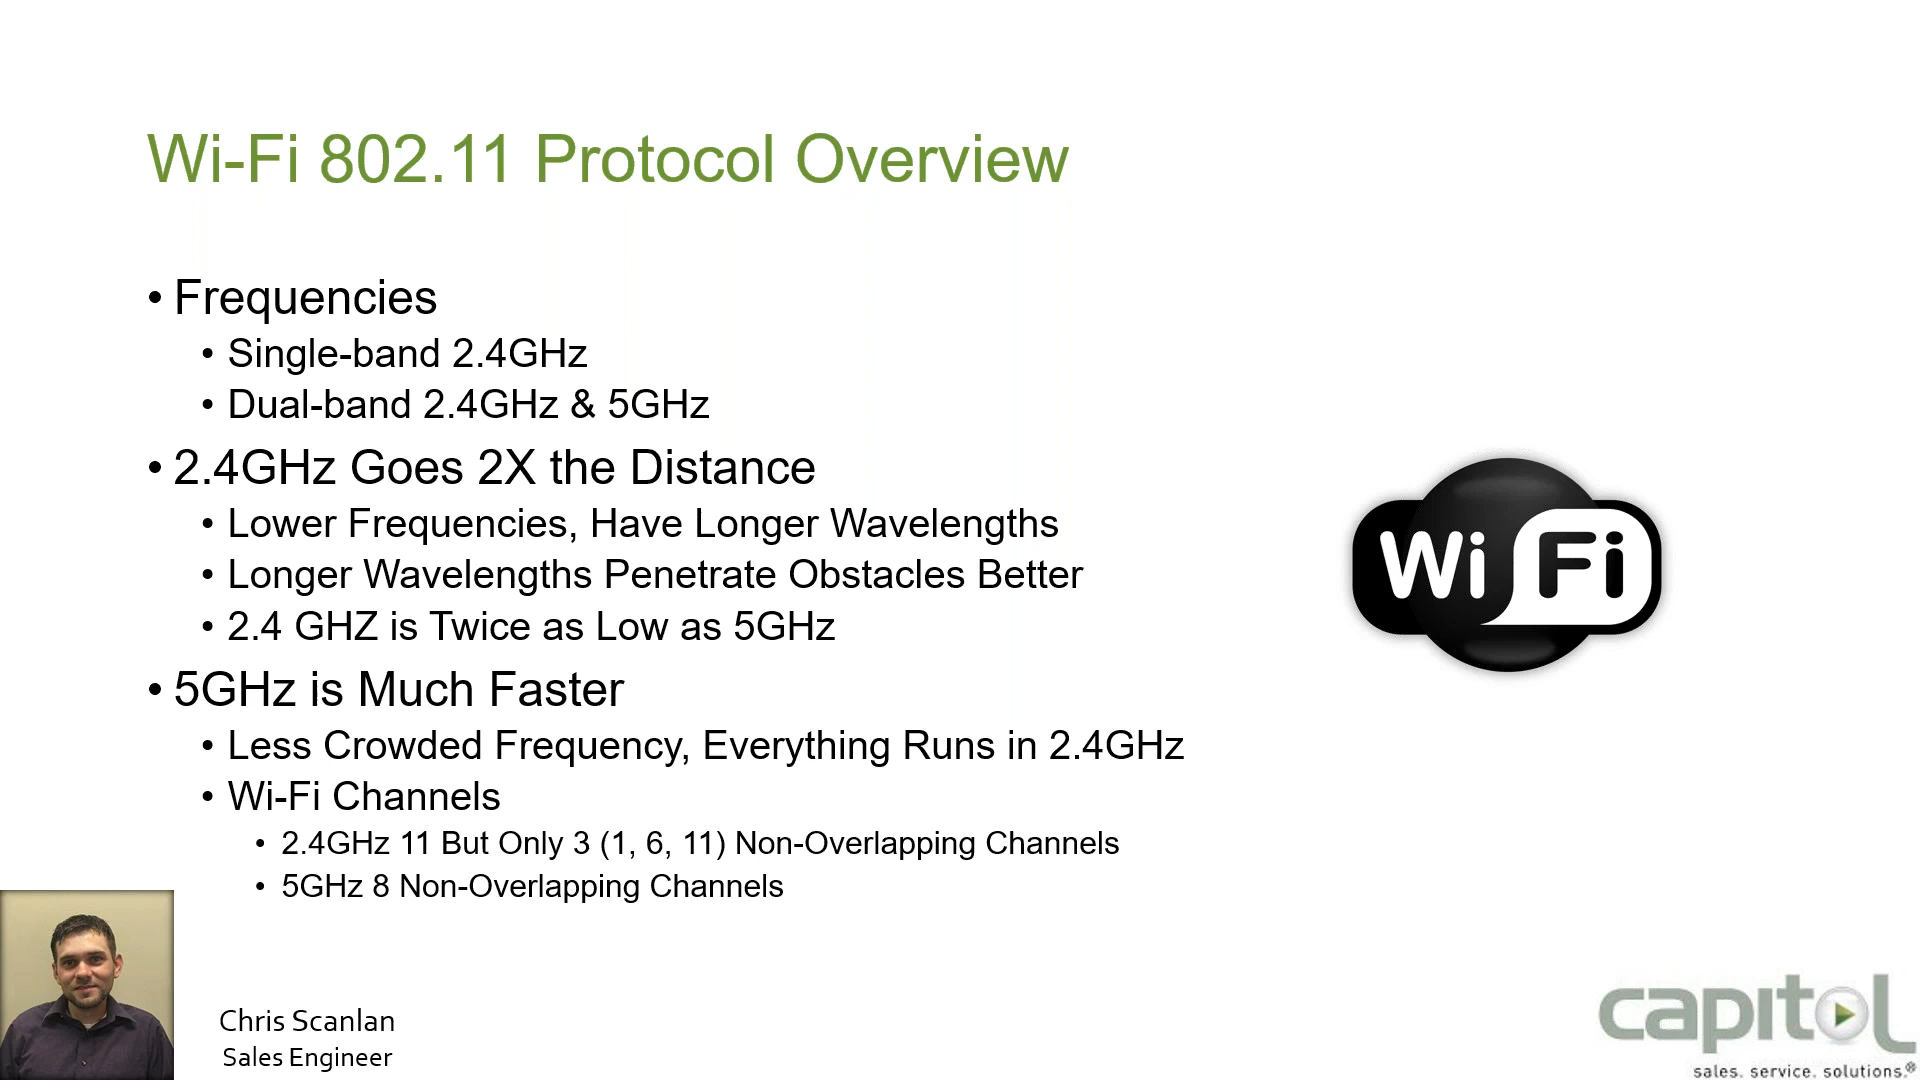 Wi-Fi 802.11 Protocol Overview
• Frequencies
• Single-band 2.4GHz
• Dual-band 2.4GHz & 5GHz
• 2.4GHz Goes 2X the Distance
• Lower Frequencies, Have Longer Wavelengths
• Longer Wavelengths Penetrate Obstacles Better
• 2.4 GHZ is Twice as Low as 5GHz
• 5GHz is Much Faster
• Less Crowded Frequency, Everything Runs in 2.4GHz
• Wi-Fi Channels
• 2.4GHz 11 But Only 3 (1, 6, 11) Non-Overlapping Channels
• 5GHz 8 Non-Overlapping Channels
Wi Fi
Chris Scanlan
Sales Engineer
capitol
sales. service. solutions.®